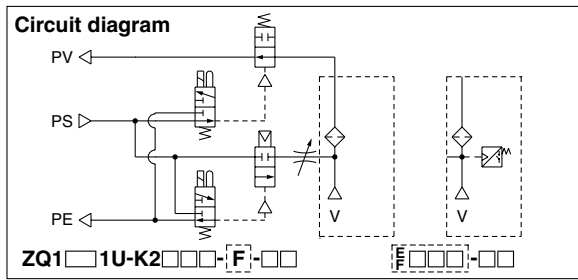 Circuit diagram
PV
PS
PE
V
V
ZQ1□□1U-K2□□□-F-□□
E
F□□□-□□